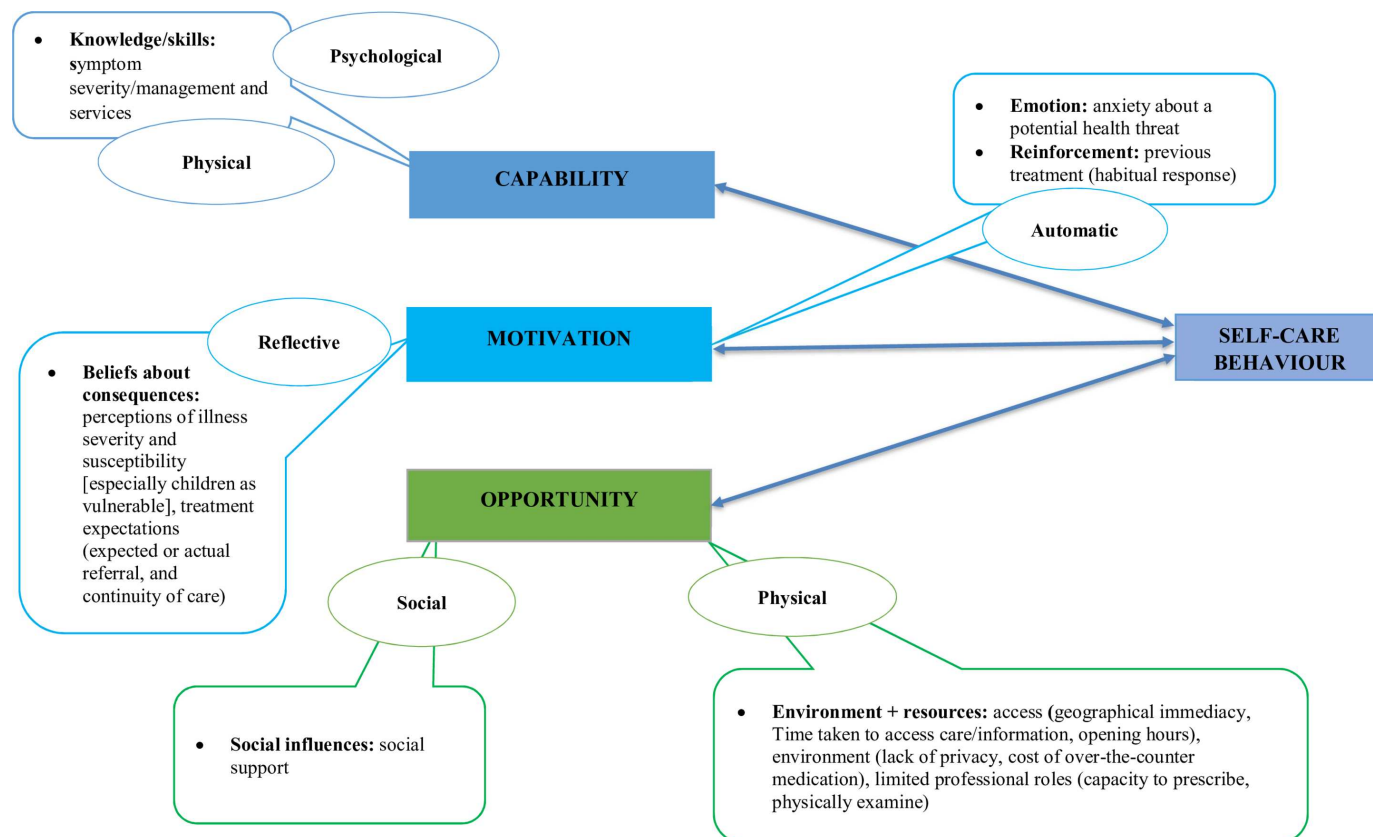 • Knowledge/skills:
symptom
severity/management and
services
Psychological
Physical
CAPABILITY
• Emotion: anxiety about a
potential health threat
• Reinforcement: previous
treatment (habitual response)
Automatic
Reflective
MOTIVATION
SELF-CARE
BEHAVIOUR
• Beliefs about
consequences:
perceptions of illness
severity and
susceptibility
[especially children as
vulnerable], treatment
expectations
(expected or actual
referral, and
continuity of care)
OPPORTUNITY
Social
Physical
• Social influences: social
support
• Environment + resources: access (geographical immediacy,
Time taken to access care/information, opening hours),
environment (lack of privacy, cost of over-the-counter
medication), limited professional roles (capacity to prescribe,
physically examine)